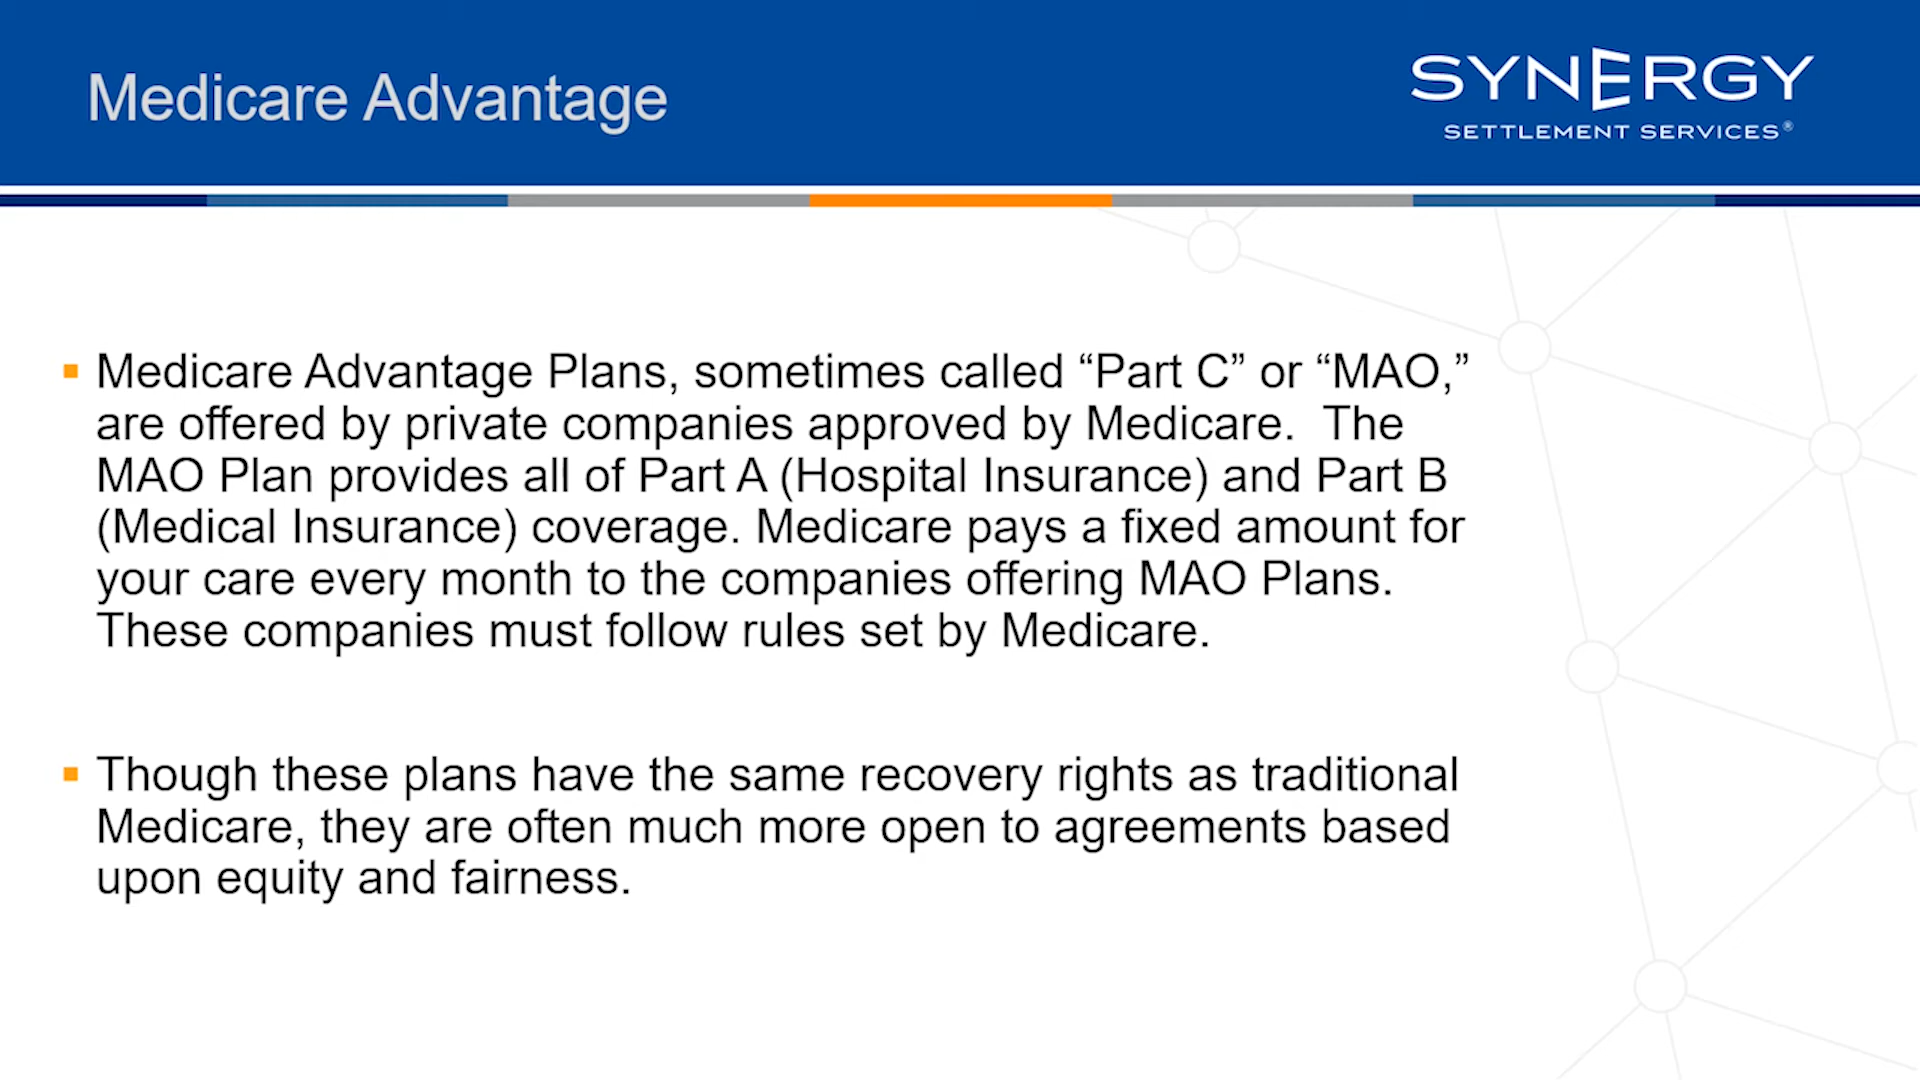 Medicare Advantage
SYNERGY
SETTLEMENT SERVICES®
▪ Medicare Advantage Plans, sometimes called “Part C” or “MAO,”
are offered by private companies approved by Medicare.  The
MAO Plan provides all of Part A (Hospital Insurance) and Part B
(Medical Insurance) coverage. Medicare pays a fixed amount for
your care every month to the companies offering MAO Plans.
These companies must follow rules set by Medicare.
▪ Though these plans have the same recovery rights as traditional
Medicare, they are often much more open to agreements based
upon equity and fairness.